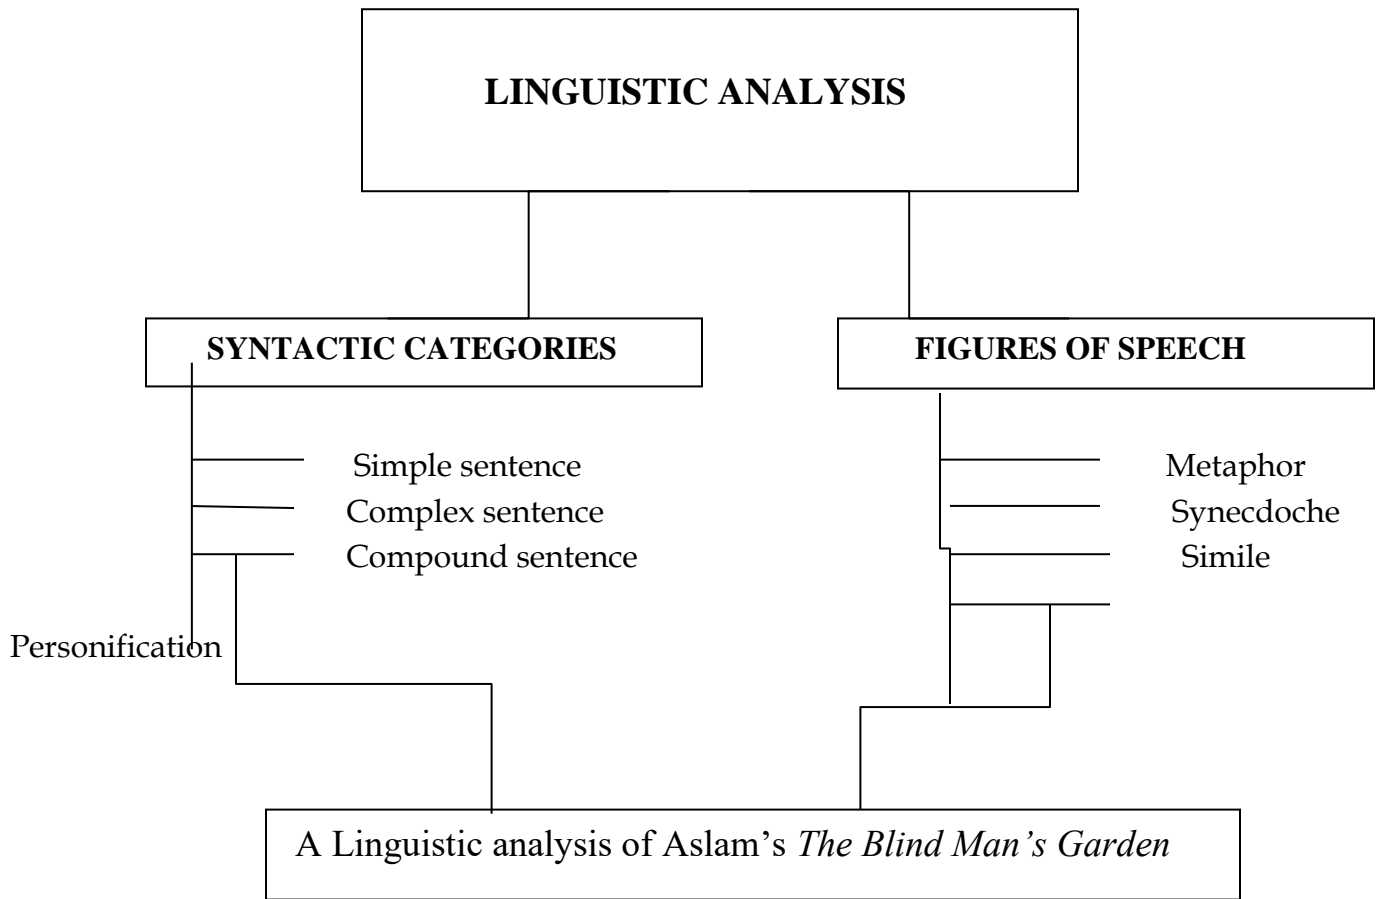 LINGUISTIC ANALYSIS
SYNTACTIC CATEGORIES
FIGURES OF SPEECH
Simple sentence
Metaphor
Complex sentence
Synecdoche
Compound sentence
Simile
Personification
A Linguistic analysis of Aslam’s The Blind Man’s Garden